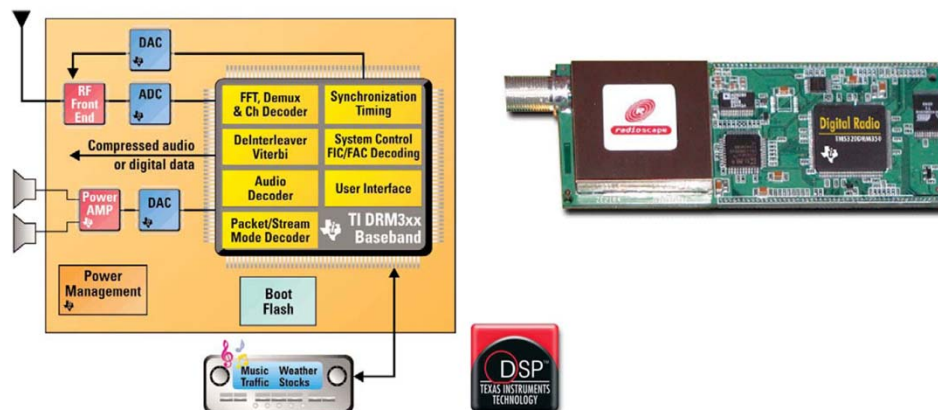 DAC
RF
Front
End
ADC
FFT, Demux
& Ch Decoder
Synchronization
Timing
DeInterleaver
Viterbi
System Control
FIC/FAC Decoding
Compressed audio
or digital data
Audio
Decoder
User Interface
Power
AMP
DAC
Packet/Stream
Mode Decoder
TI DRM3xx
Baseband
Power
Management
Boot
Flash
Music Weather
Traffic Stocks
DSP™
TEXAS INSTRUMENTS
TECHNOLOGY
radioscape
Digital Radio